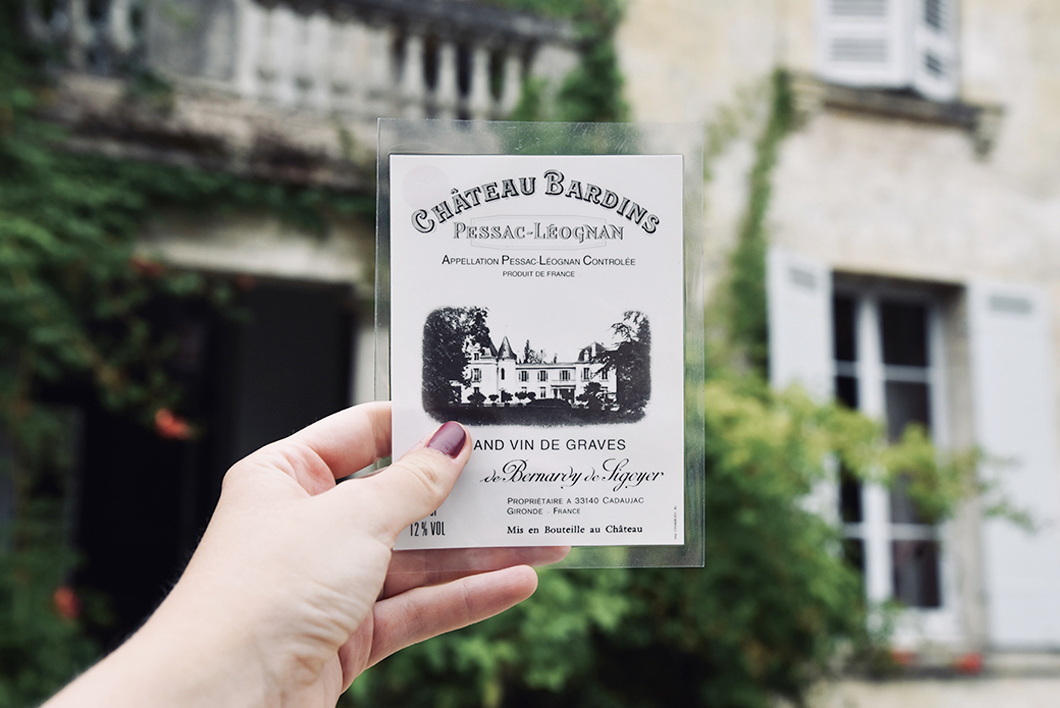 CHÂTEAU BARDINS
PESSAC-LÉOGNAN
APPELLATION PESSAC-LÉOGNAN CONTROLÉE
PRODUIT DE FRANCE
AND VIN DE GRAVES
de Bernardy de Sigoyer
PROPRIÉTAIRE A 33140 CADAUJAC
GIRONDE - FRANCE
12 % VOL
Mis en Bouteille au Château